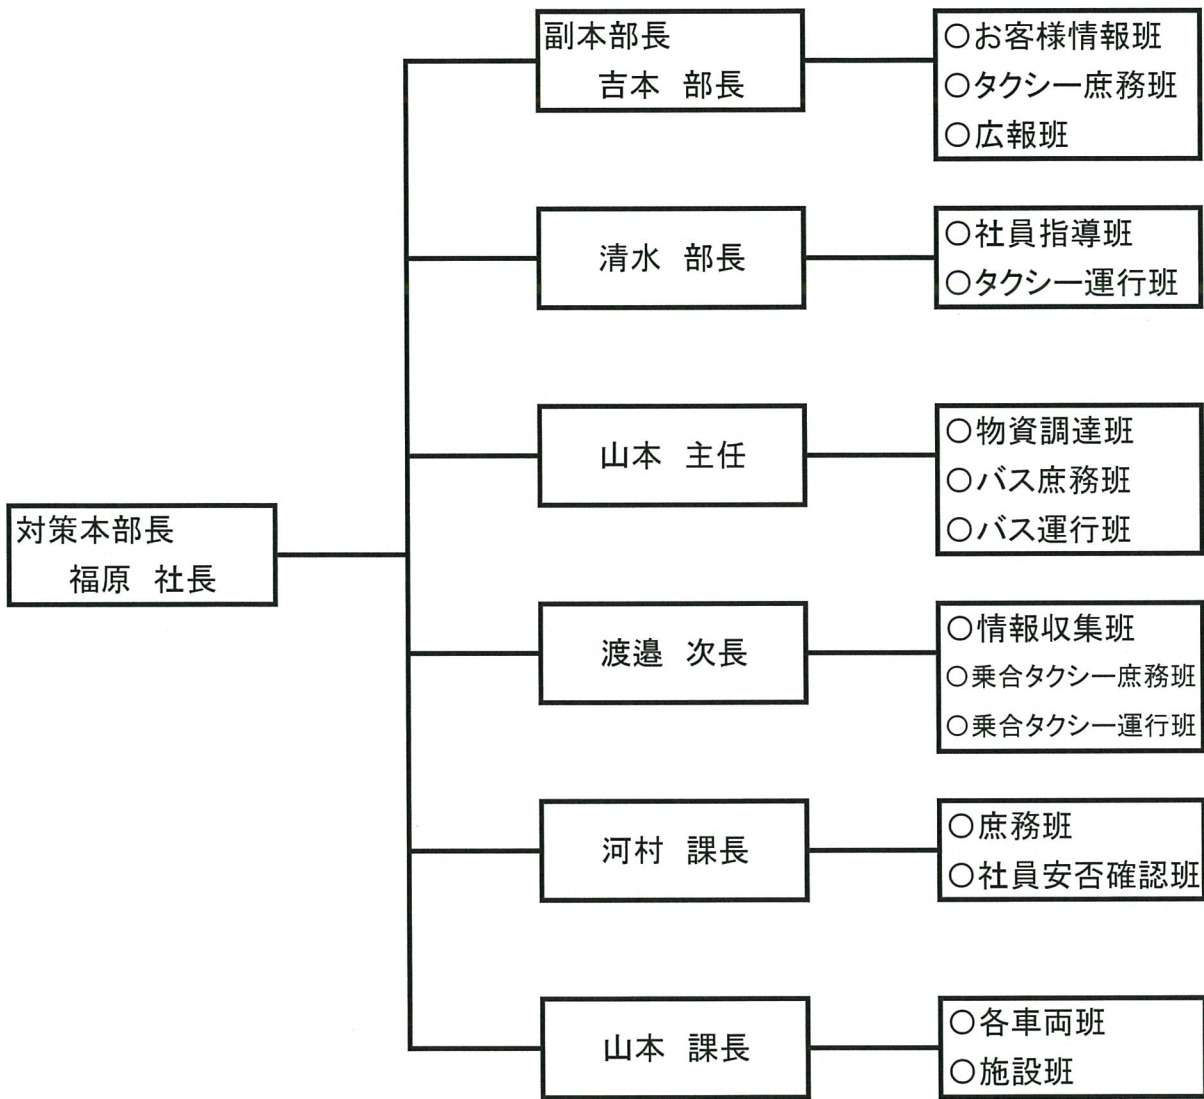 副本部長
吉本 部長
○お客様情報班
○タクシー庶務班
○広報班
清水 部長
○社員指導班
○タクシー運行班
山本 主任
○物資調達班
○バス庶務班
○バス運行班
対策本部長
福原 社長
渡邉 次長
○情報収集班
○乗合タクシー庶務班
○乗合タクシー運行班
河村 課長
○庶務班
○社員安否確認班
山本 課長
○各車両班
○施設班